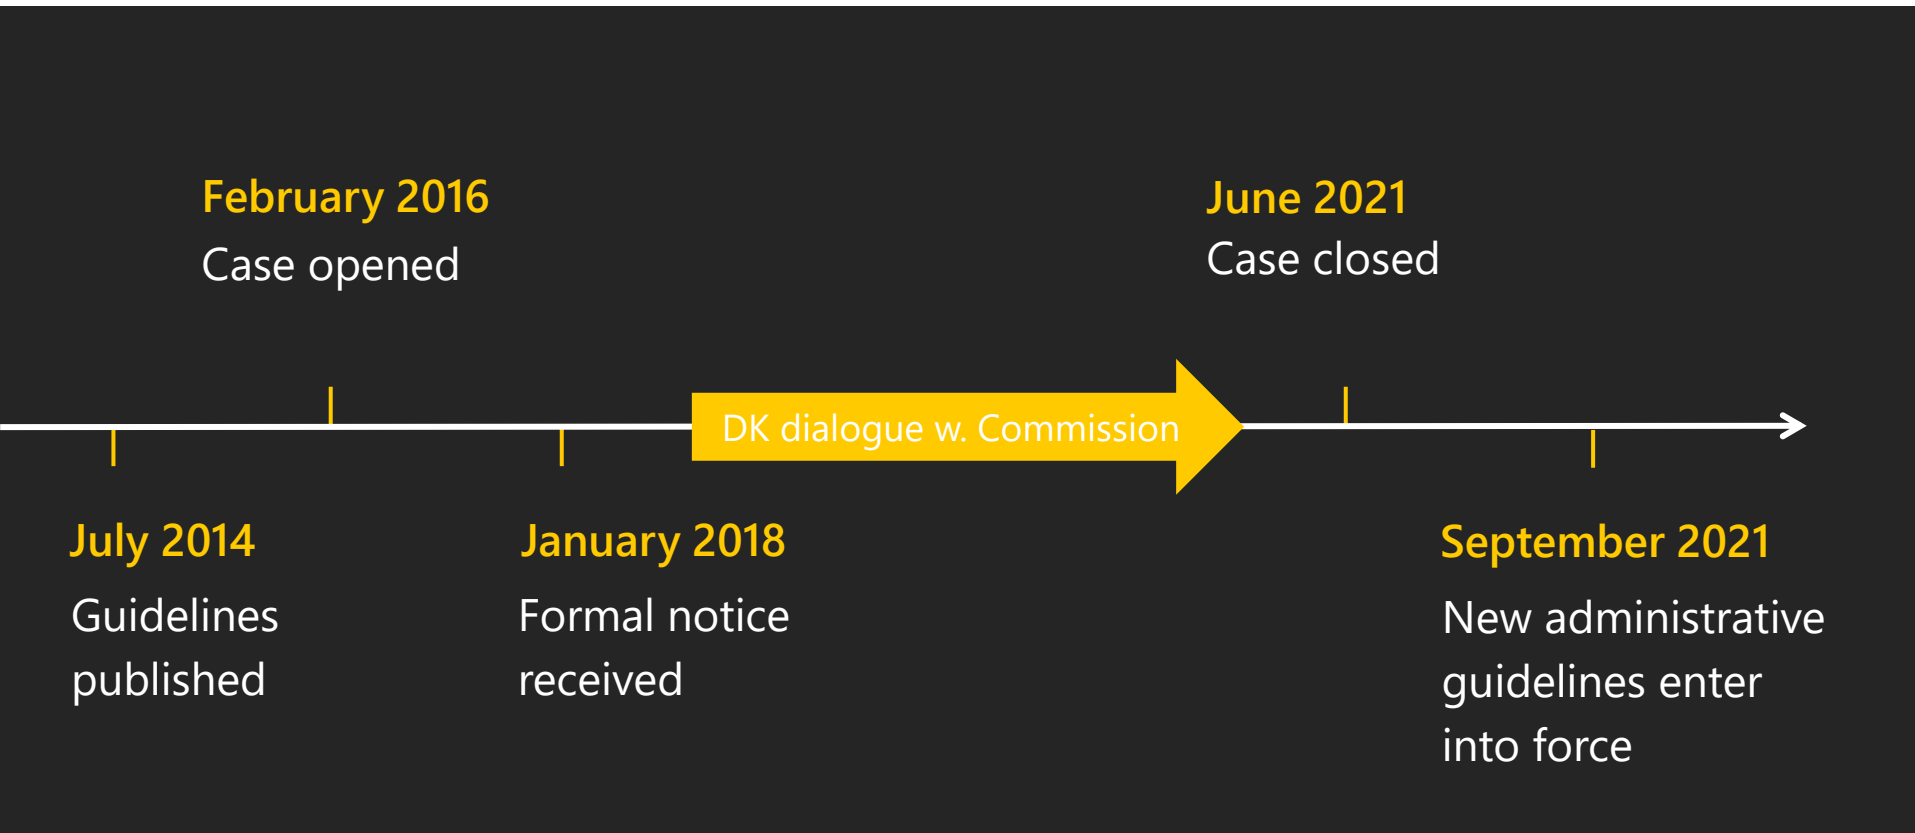 February 2016
Case opened
June 2021
Case closed
DK dialogue w. Commission
July 2014
Guidelines
published
January 2018
Formal notice
received
September 2021
New administrative
guidelines enter
into force